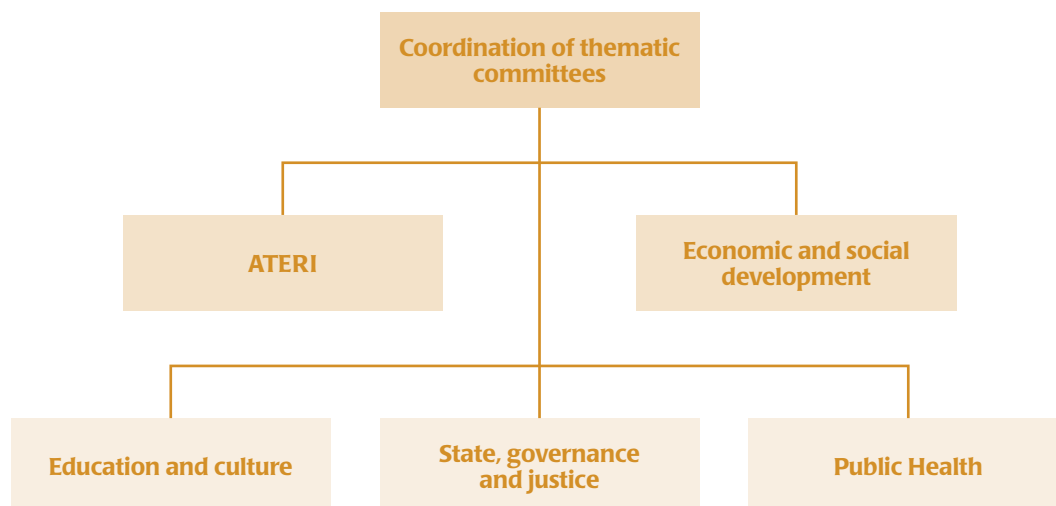 Coordination of thematic
committees
ATERI
Economic and social
development
Education and culture
State, governance
and justice
Public Health